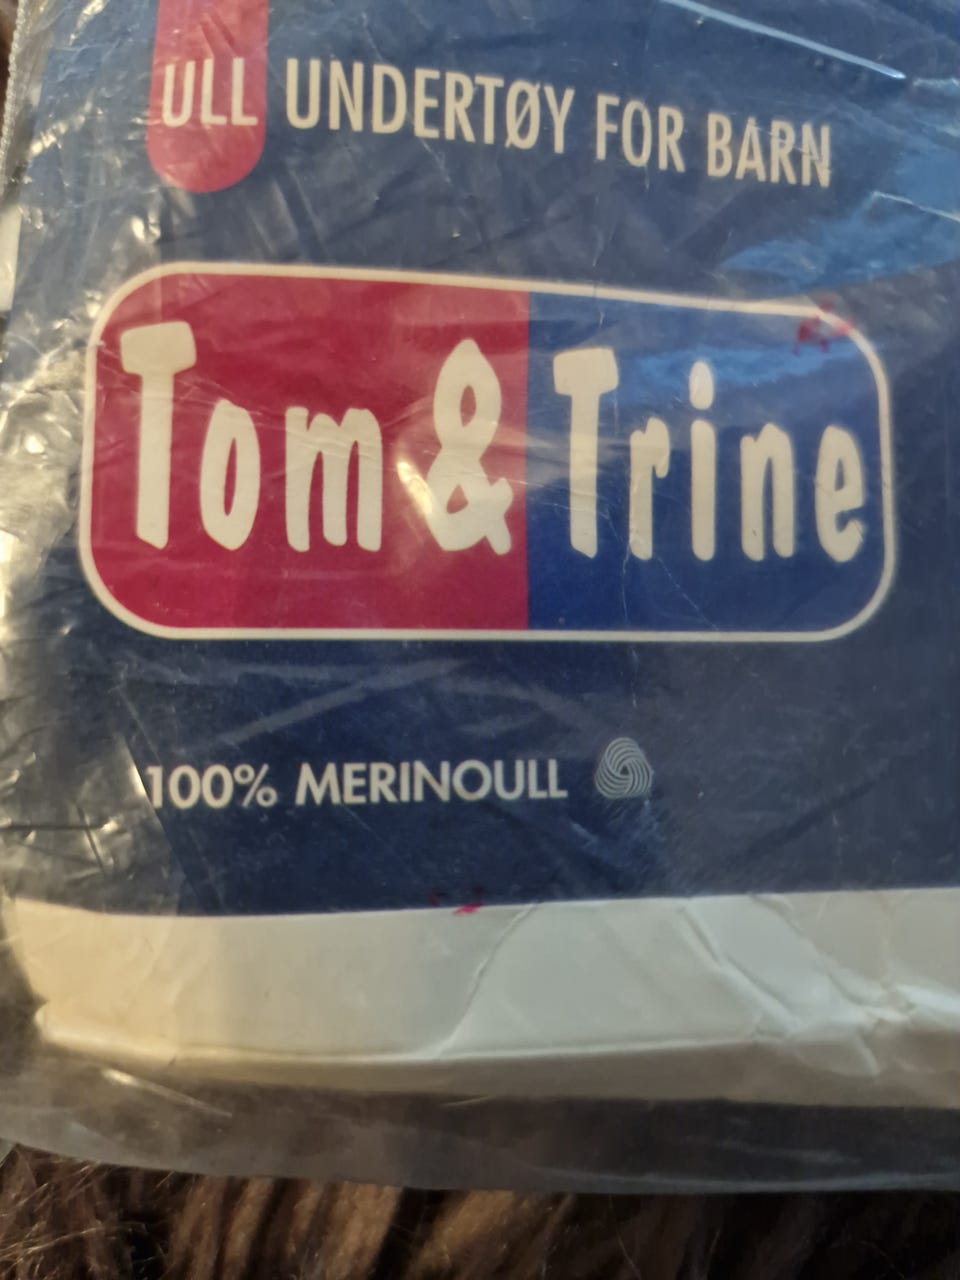 ULL UNDERTØY FOR BARN
Tom & Trine
100% MERINOULL